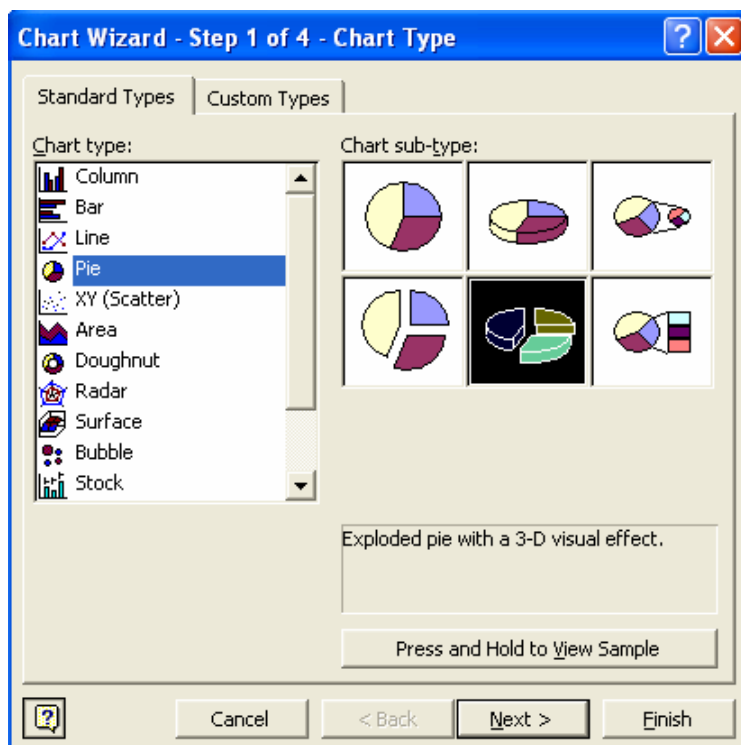 Chart Wizard - Step 1 of 4 - Chart Type
Standard Types
Custom Types
Chart type:
Column
Bar
Line
Pie
XY (Scatter)
Area
Doughnut
Radar
Surface
Bubble
Stock
Chart sub-type:
Exploded pie with a 3-D visual effect.
Press and Hold to View Sample
Cancel
< Back
Next >
Finish